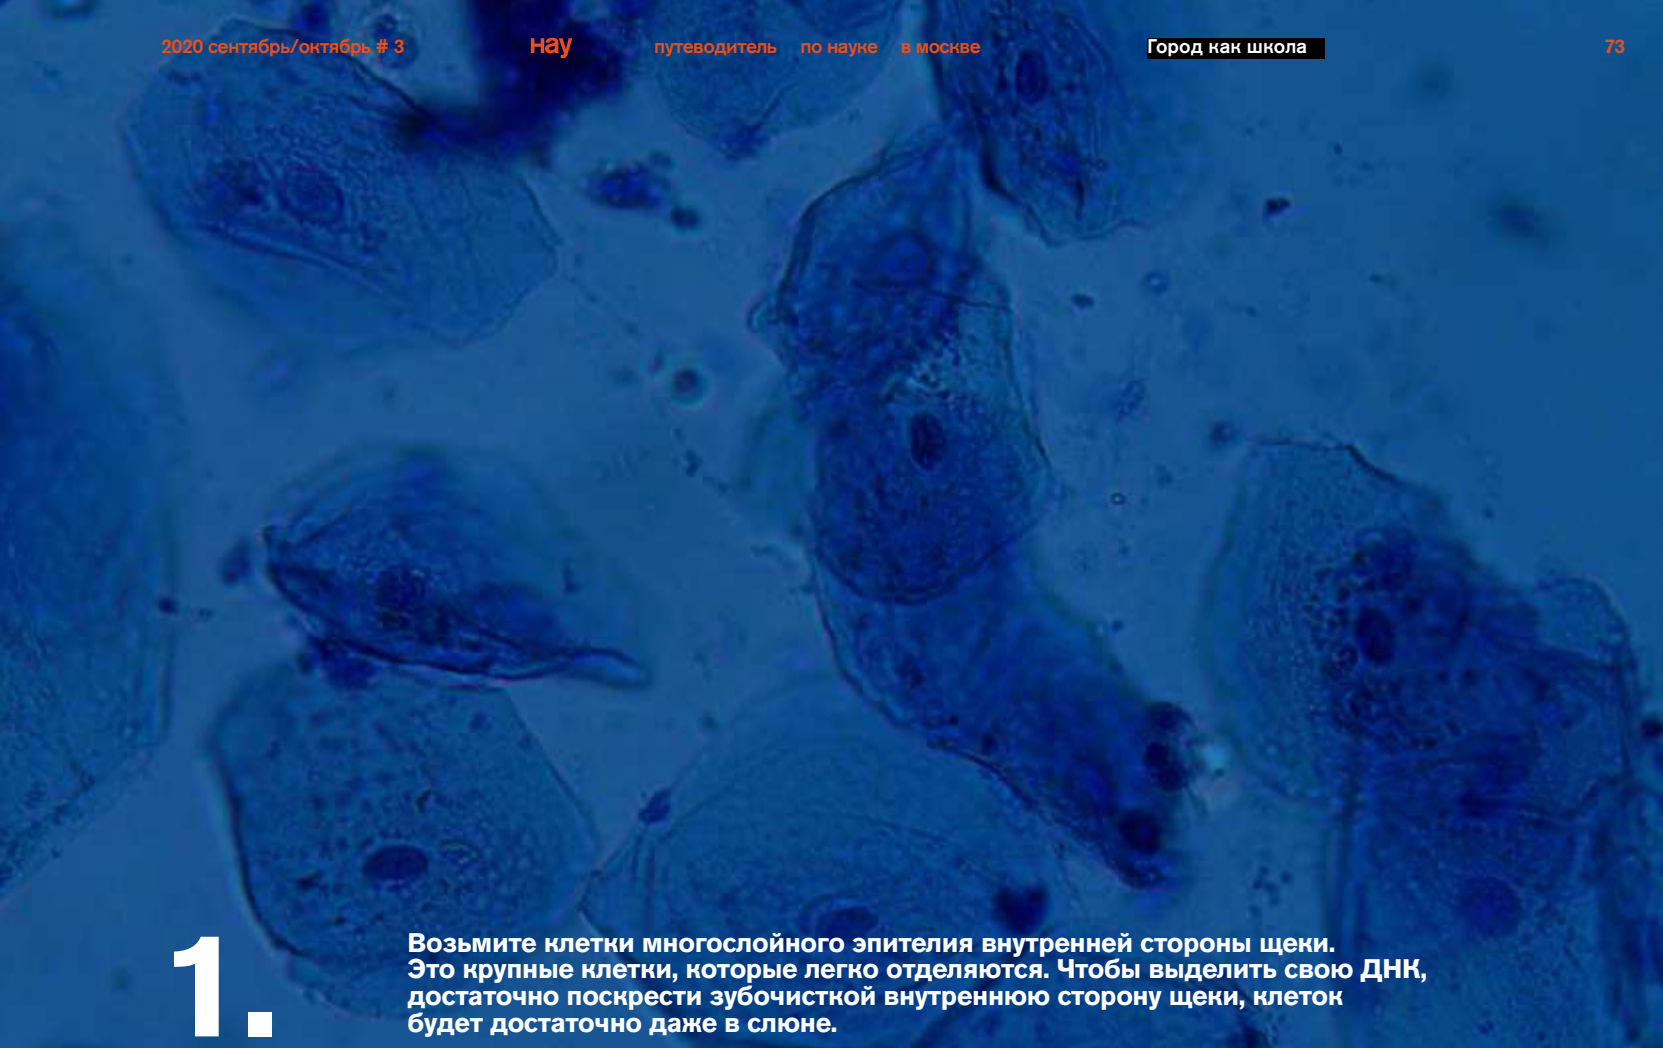 2020 сентябрь/октябрь # 3 нау путеводитель по науке в москве Город как школа 73
1.
Возьмите клетки многослойного эпителия внутренней стороны щеки.
Это крупные клетки, которые легко отделяются. Чтобы выделить свою ДНК,
достаточно поскрести зубочисткой внутреннюю сторону щеки, клеток
будет достаточно даже в слюне.